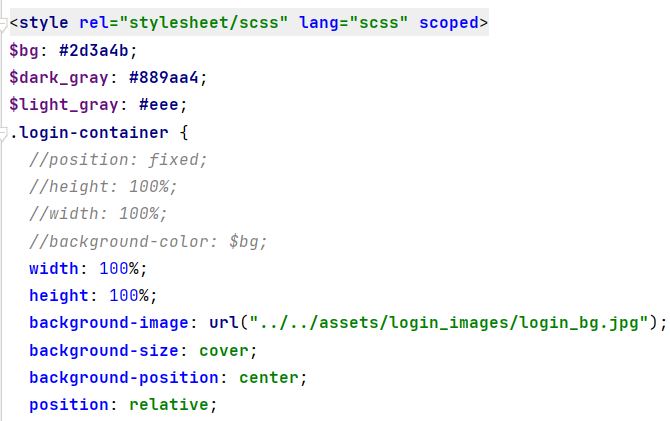 <style rel="stylesheet/scss" lang="scss" scoped>
$bg: #2d3a4b;
$dark_gray: #889aa4;
$light_gray: #eee;
.login-container {
  //position: fixed;
  //height: 100%;
  //width: 100%;
  //background-color: $bg;
  width: 100%;
  height: 100%;
  background-image: url("../../assets/login_images/login_bg.jpg");
  background-size: cover;
  background-position: center;
  position: relative;